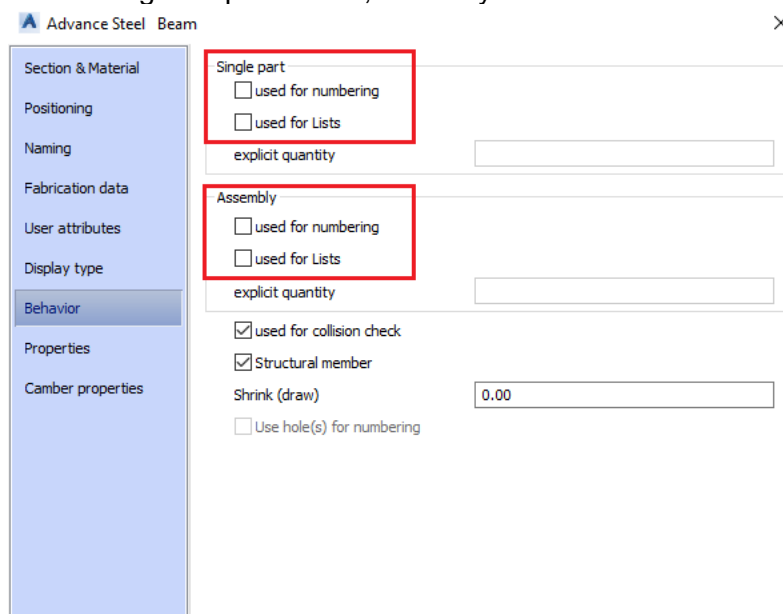 Advance Steel Beam
Section & Material
Positioning
Naming
Fabrication data
User attributes
Display type
Behavior
Properties
Camber properties
Single part
used for numbering
used for Lists
explicit quantity
Assembly
used for numbering
used for Lists
explicit quantity
used for collision check
Structural member
Shrink (draw) 0.00
Use hole(s) for numbering